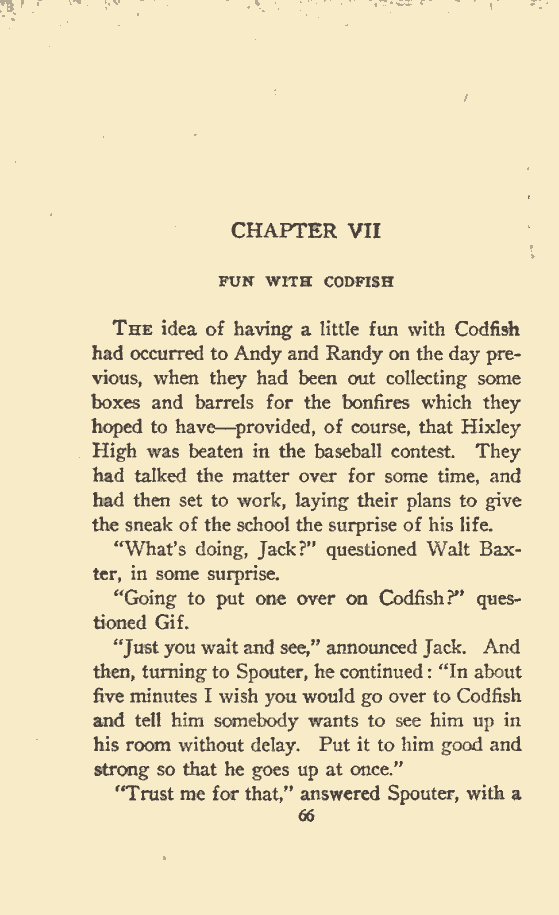 CHAPTER VII
FUN WITH CODFISH
THE idea of having a little fun with Codfish
had occurred to Andy and Randy on the day pre-
vious, when they had been out collecting some
boxes and barrels for the bonfires which they
hoped to have—provided, of course, that Hixley
High was beaten in the baseball contest. They
had talked the matter over for some time, and
had then set to work, laying their plans to give
the sneak of the school the surprise of his life.
"What's doing, Jack?" questioned Walt Bax-
ter, in some surprise.
"Going to put one over on Codfish?" ques-
tioned Gif.
"Just you wait and see," announced Jack. And
then, turning to Spouter, he continued: "In about
five minutes I wish you would go over to Codfish
and tell him somebody wants to see him up in
his room without delay. Put it to him good and
strong so that he goes up at once."
"Trust me for that," answered Spouter, with a
66